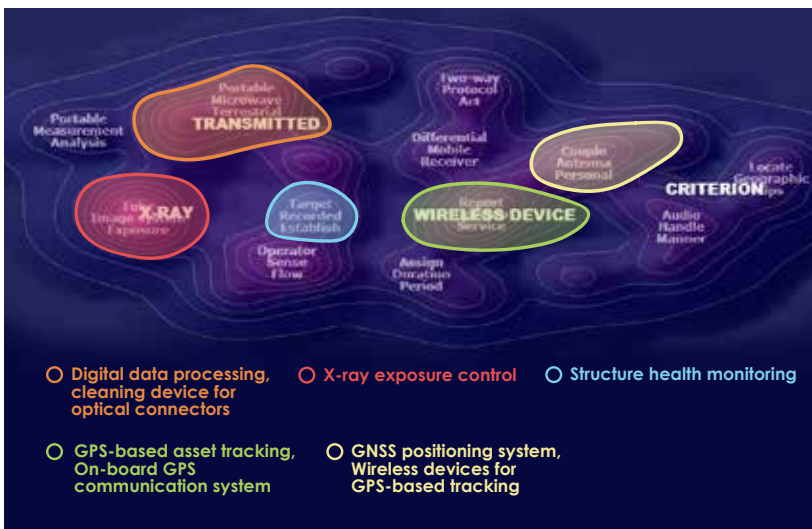 Portable
Microwave
Terrestrial
TRANSMITTED
Two-way
Protocol
Act
Portable
Measurement
Analysis
Differential
Mobile
Receiver
Couple
Antenna
Personal
Locate
Geographic
CRITERION
X-RAY
Image
Exposure
Target
Recorded
Establish
Report
WIRELESS DEVICE
Service
Audio
Handle
Manner
Operator
Sense
Flow
Assign
Duration
Period
Digital data processing,
cleaning device for
optical connectors
X-ray exposure control
Structure health monitoring
GPS-based asset tracking,
On-board GPS
communication system
GNSS positioning system,
Wireless devices for
GPS-based tracking